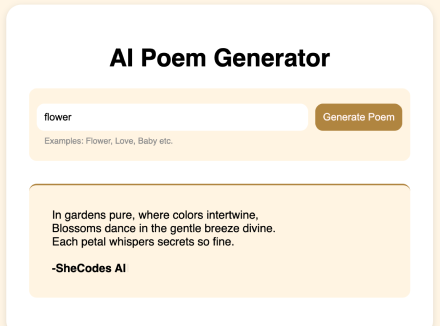 AI Poem Generator
flower
Generate Poem
Examples: Flower, Love, Baby etc.
In gardens pure, where colors intertwine,
Blossoms dance in the gentle breeze divine.
Each petal whispers secrets so fine.
-SheCodes AI